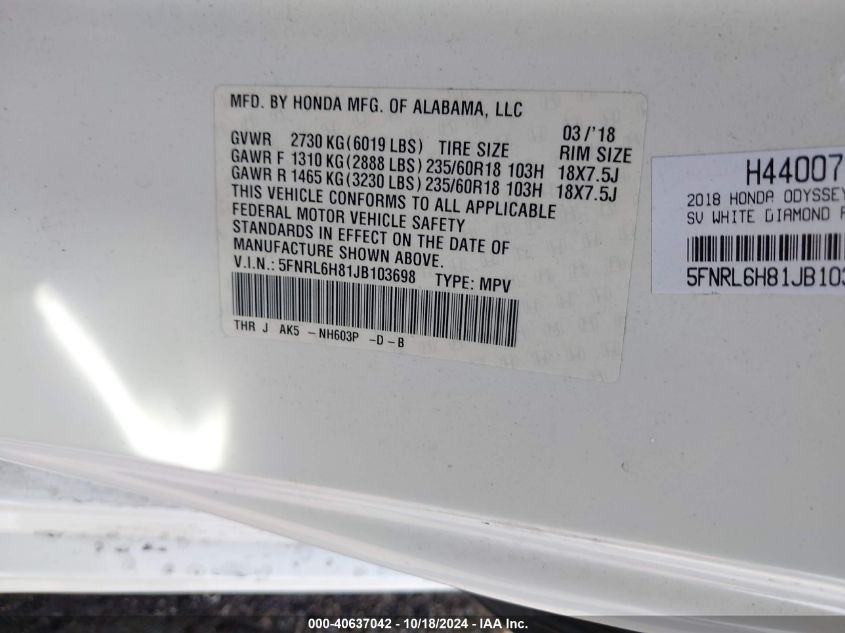 MFD. BY HONDA MFG. OF ALABAMA, LLC
03/'18
GVWR 2730 KG(6019 LBS) TIRE SIZE RIM SIZE
GAWR F 1310 KG(2888 LBS) 235/60R18 103H 18X7.5J
GAWR R 1465 KG(3230 LBS) 235/60R18 103H 18X7.5J
THIS VEHICLE CONFORMS TO ALL APPLICABLE
FEDERAL MOTOR VEHICLE SAFETY
STANDARDS IN EFFECT ON THE DATE OF
MANUFACTURE SHOWN ABOVE.
V.I.N.: 5FNRL6H81JB103698 TYPE: MPV
THR J AK5 -NH603P -D-B
H44007
2018 HONDA ODYSSEY
SV WHITE DIAMOND
5FNRL6H81JB103
000-40637042 - 10/18/2024 - IAA Inc.